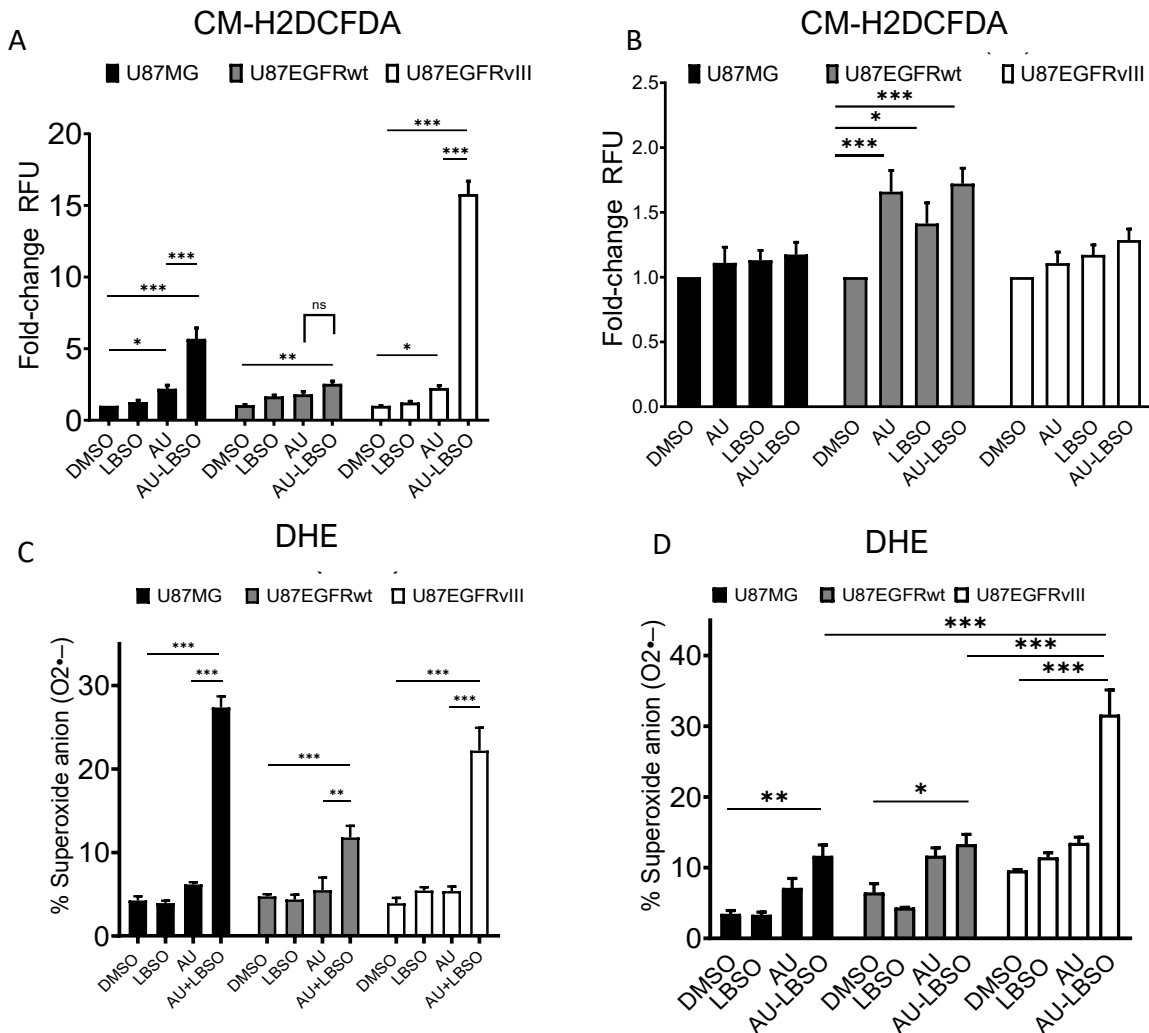 A
CM-H2DCFDA
U87MG U87EGFRwt U87EGFRvIII
Fold-change RFU
20
15
10
5
0
*** *** * ns ** *** *** *
DMSO LBSO AU AU-LBSO DMSO LBSO AU AU-LBSO DMSO LBSO AU AU-LBSO
B
CM-H2DCFDA
U87MG U87EGFRwt U87EGFRvIII
Fold-change RFU
2.5
2.0
1.5
1.0
0.5
0.0
***
*
***
DMSO AU LBSO AU-LBSO DMSO AU LBSO AU-LBSO DMSO AU LBSO AU-LBSO
C
DHE
U87MG U87EGFRwt U87EGFRvIII
% Superoxide anion (O2•–)
30
20
10
0
*** *** *** ** *** ***
DMSO LBSO AU AU+LBSO DMSO LBSO AU AU+LBSO DMSO LBSO AU AU+LBSO
D
DHE
U87MG U87EGFRwt U87EGFRvIII
% Superoxide anion (O2•–)
40
30
20
10
0
***
***
***
** *
DMSO LBSO AU AU-LBSO DMSO LBSO AU AU-LBSO DMSO LBSO AU AU-LBSO